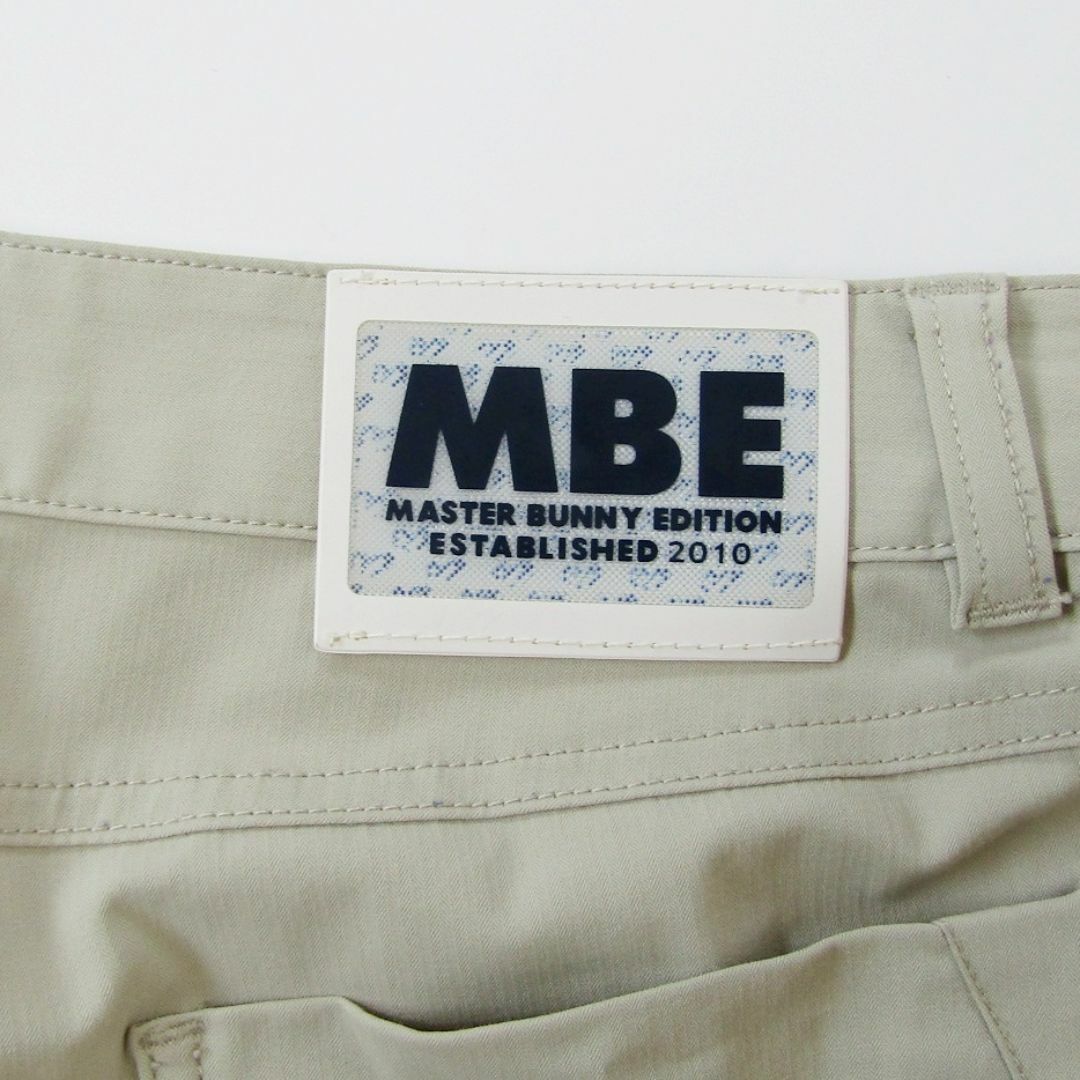 MBE
MASTER BUNNY EDITION
ESTABLISHED 2010